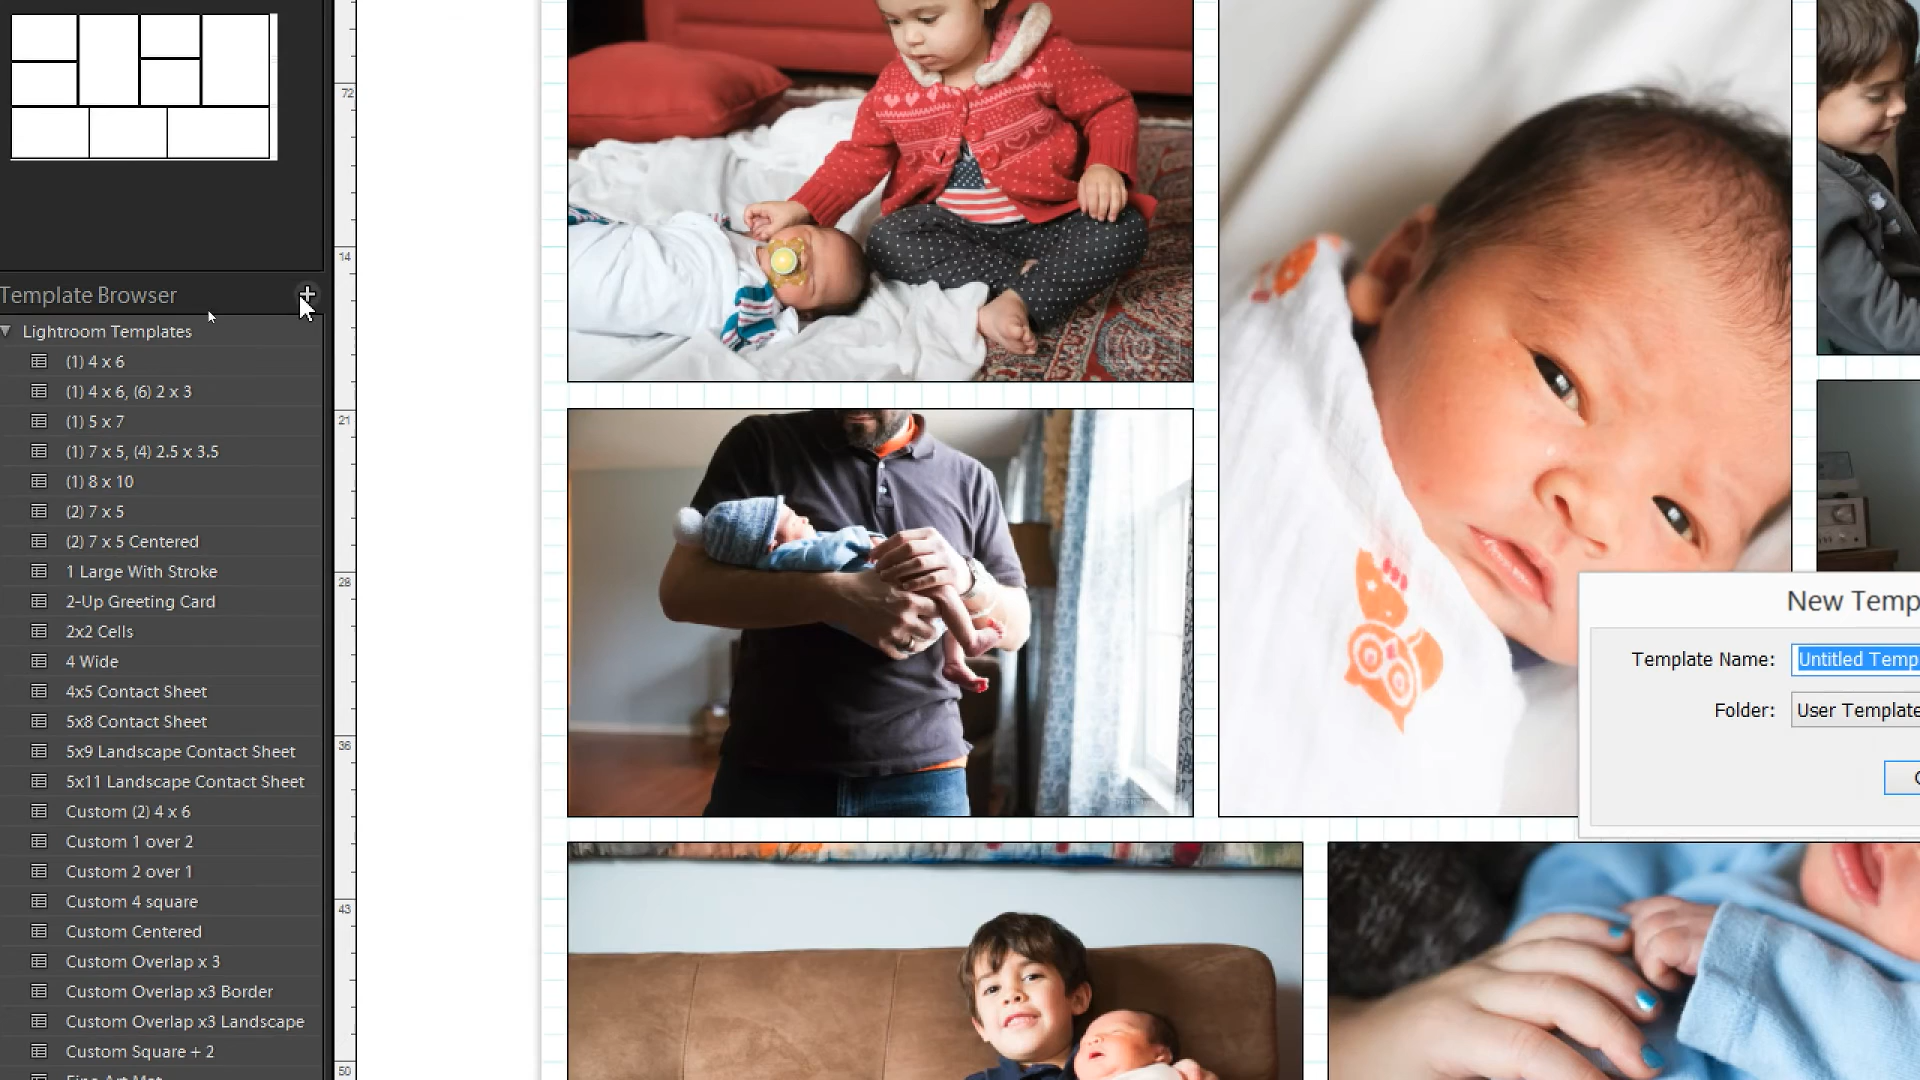 Template Browser
Lightroom Templates
(1) 4 x 6
(1) 4 x 6, (6) 2 x 3
(1) 5 x 7
(1) 7 x 5, (4) 2.5 x 3.5
(1) 8 x 10
(2) 7 x 5
(2) 7 x 5 Centered
1 Large With Stroke
2-Up Greeting Card
2x2 Cells
4 Wide
4x5 Contact Sheet
5x8 Contact Sheet
5x9 Landscape Contact Sheet
5x11 Landscape Contact Sheet
Custom (2) 4 x 6
Custom 1 over 2
Custom 2 over 1
Custom 4 square
Custom Centered
Custom Overlap x 3
Custom Overlap x3 Border
Custom Overlap x3 Landscape
Custom Square + 2
72
14
21
28
36
43
50
New Temp
Template Name: Untitled Temp
Folder: User Template